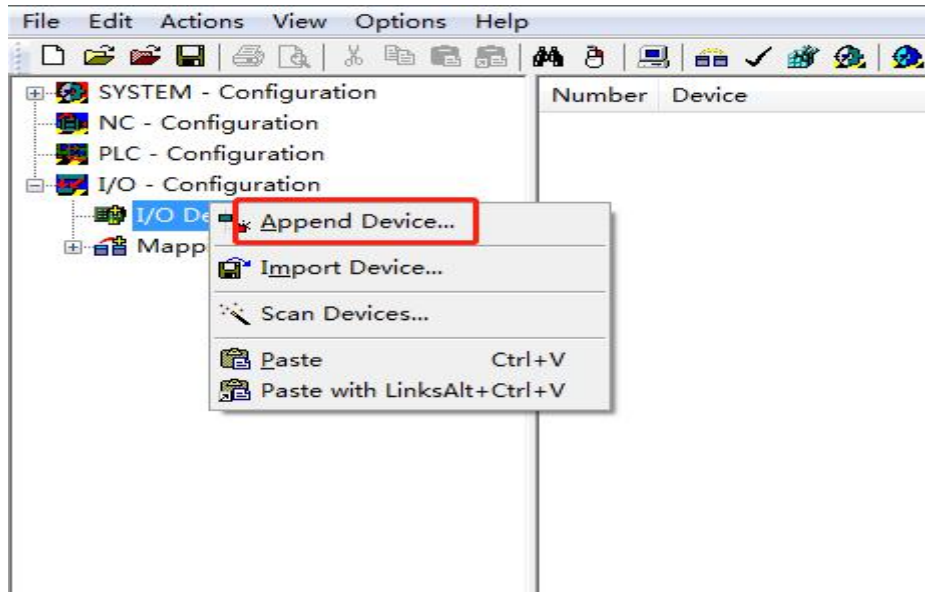 File Edit Actions View Options Help
SYSTEM - Configuration
Number Device
NC - Configuration
PLC - Configuration
I/O - Configuration
I/O De
Append Device...
Mapp
Import Device...
Scan Devices...
Paste Ctrl+V
Paste with LinksAlt+Ctrl+V